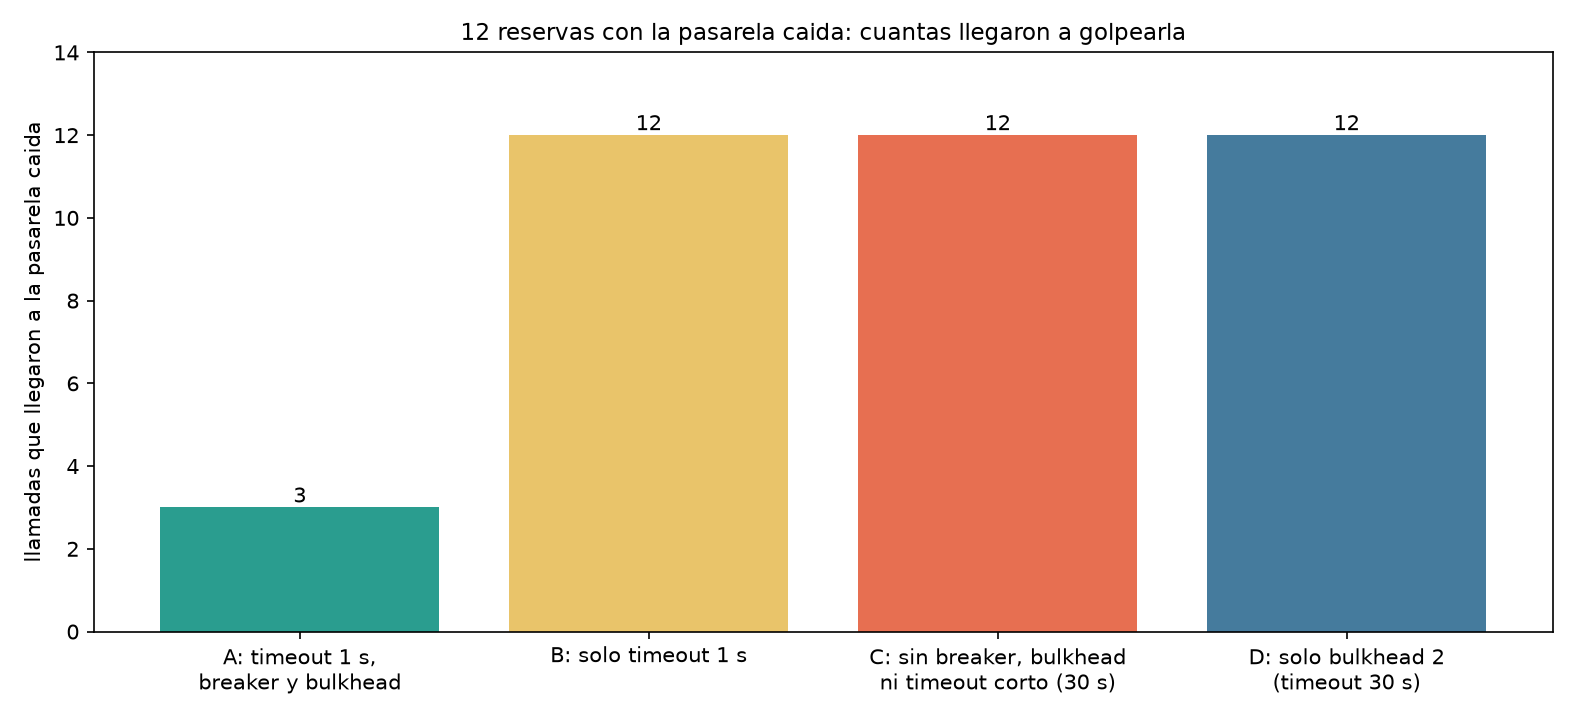 12 reservas con la pasarela caida: cuantas llegaron a golpearla
llamadas que llegaron a la pasarela caida
14
12
10
8
6
4
2
0
3
12
12
12
A: timeout 1 s,
breaker y bulkhead
B: solo timeout 1 s
C: sin breaker, bulkhead
ni timeout corto (30 s)
D: solo bulkhead 2
(timeout 30 s)